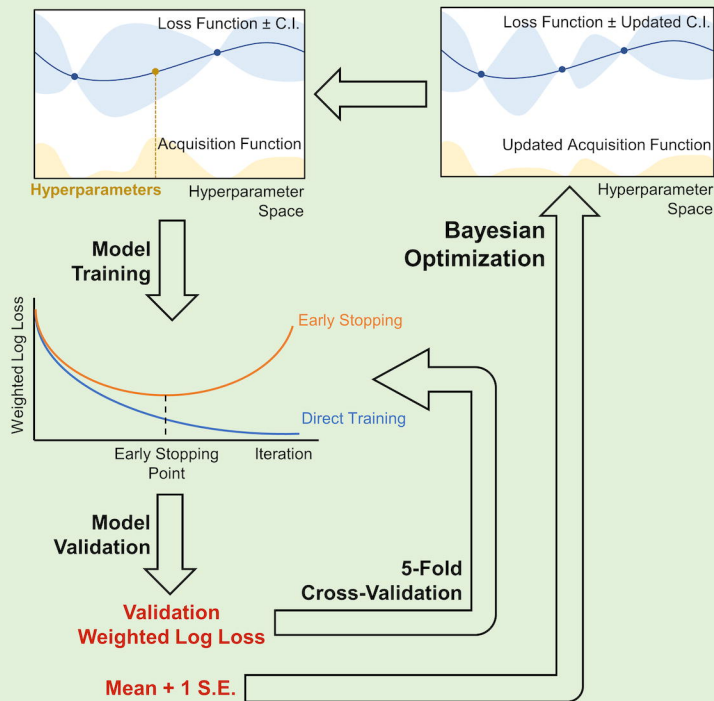 Loss Function ± C.I.
Acquisition Function
Hyperparameters
Hyperparameter
Space
Loss Function ± Updated C.I.
Updated Acquisition Function
Hyperparameter
Space
Model
Training
Bayesian
Optimization
Weighted Log Loss
Early Stopping
Direct Training
Early Stopping
Point
Iteration
Model
Validation
5-Fold
Cross-Validation
Validation
Weighted Log Loss
Mean + 1 S.E.